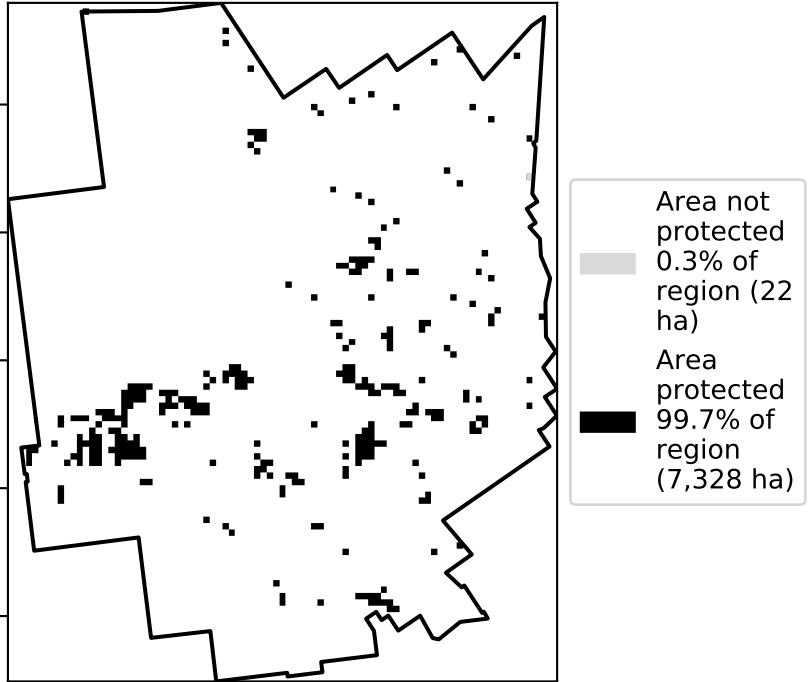 Area not
protected
0.3% of
region (22
ha)
Area
protected
99.7% of
region
(7,328 ha)